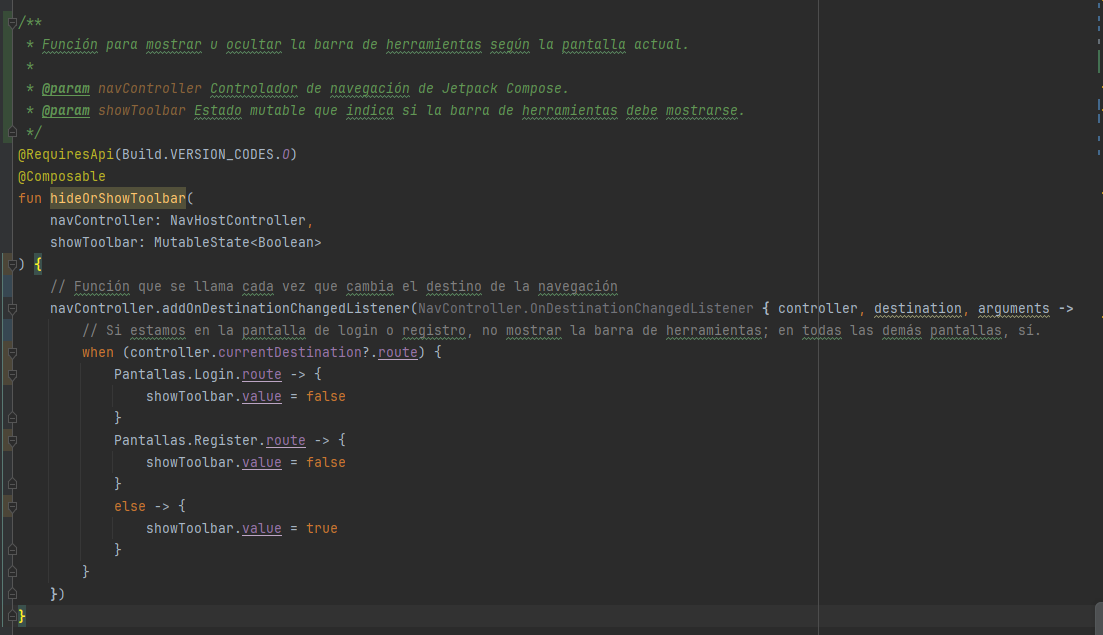 /**
 * Función para mostrar u ocultar la barra de herramientas según la pantalla actual.
 *
 * @param navController Controlador de navegación de Jetpack Compose.
 * @param showToolbar Estado mutable que indica si la barra de herramientas debe mostrarse.
 */
@RequiresApi(Build.VERSION_CODES.O)
@Composable
fun hideOrShowToolbar(
    navController: NavHostController,
    showToolbar: MutableState<Boolean>
) {
    // Función que se llama cada vez que cambia el destino de la navegación
    navController.addOnDestinationChangedListener(NavController.OnDestinationChangedListener { controller, destination, arguments ->
        // Si estamos en la pantalla de login o registro, no mostrar la barra de herramientas; en todas las demás pantallas, sí.
        when (controller.currentDestination?.route) {
            Pantallas.Login.route -> {
                showToolbar.value = false
            }
            Pantallas.Register.route -> {
                showToolbar.value = false
            }
            else -> {
                showToolbar.value = true
            }
        }
    })
}